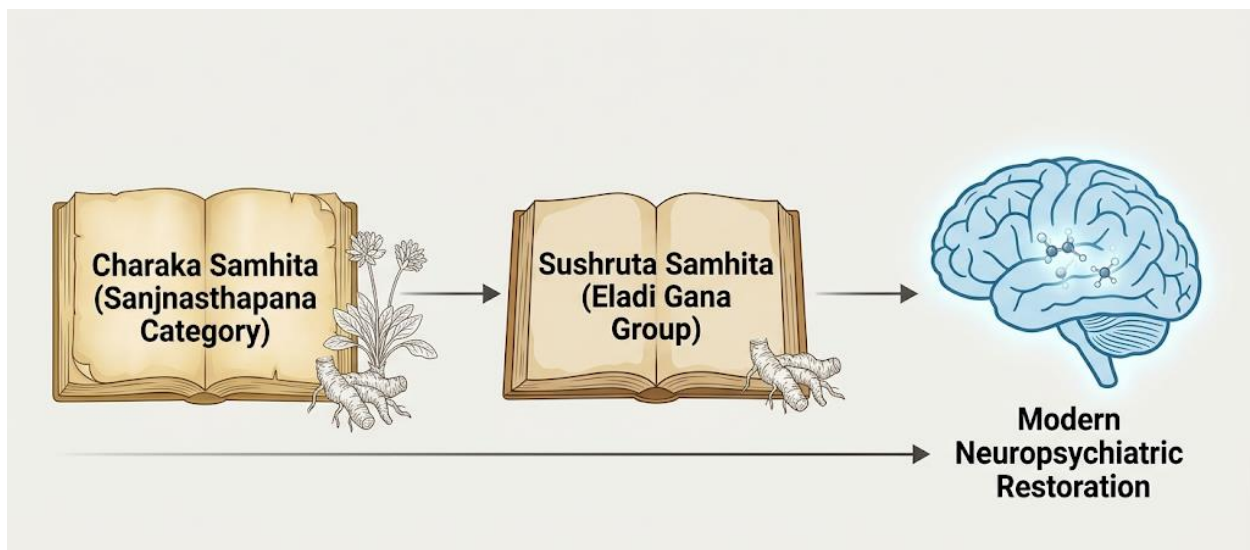 Charaka Samhita
(Sanjnasthapana
Category)
Sushruta Samhita
(Eladi Gana
Group)
Modern
Neuropsychiatric
Restoration